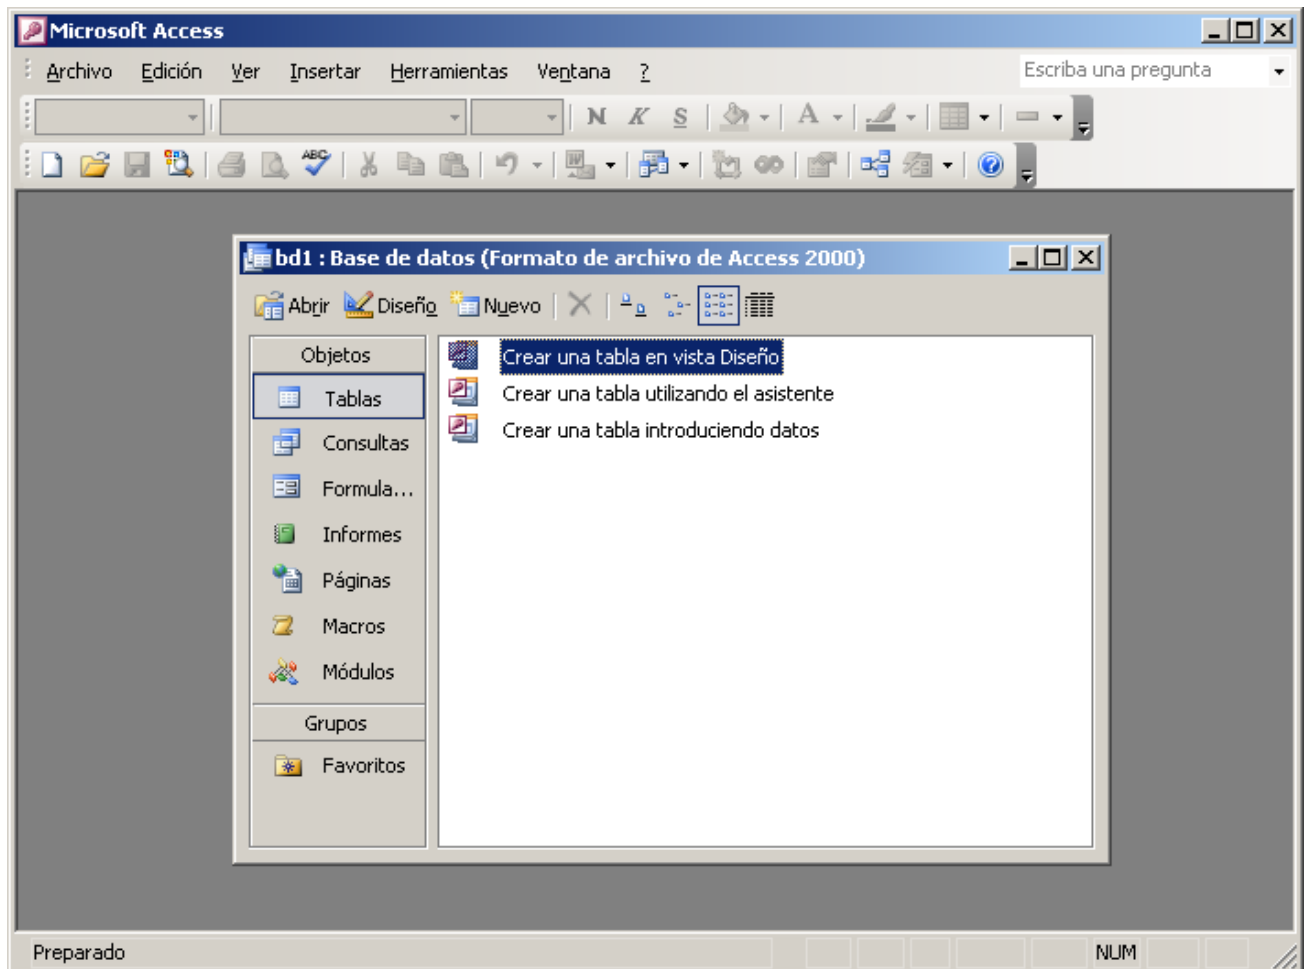 Microsoft Access
Archivo Edición Ver Insertar Herramientas Ventana ? Escriba una pregunta
N K S A
ABC W ?
bd1 : Base de datos (Formato de archivo de Access 2000)
Abrir Diseño Nuevo
Objetos
Tablas
Consultas
Formula...
Informes
Páginas
Macros
Módulos
Grupos
Favoritos
Crear una tabla en vista Diseño
Crear una tabla utilizando el asistente
Crear una tabla introduciendo datos
Preparado NUM